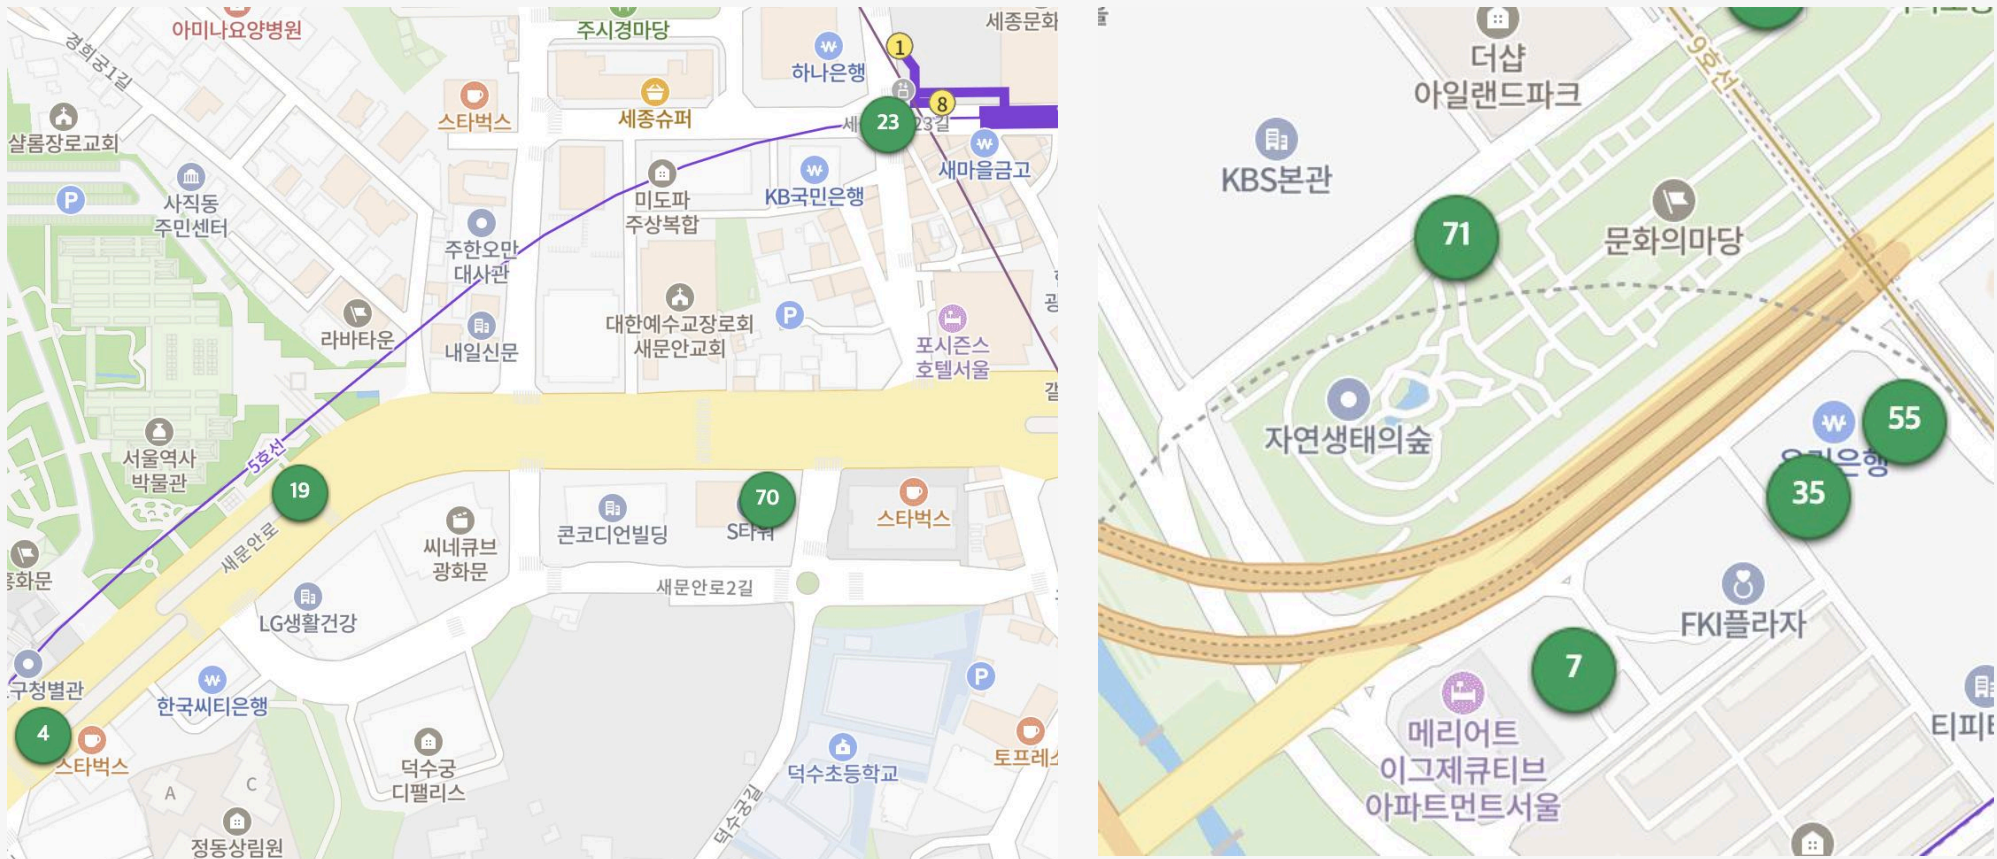 아미나요양병원
주시경마당
세종문화
경희궁1길
하나은행
1
스타벅스
세종슈퍼
8
살롬장로교회
23
23길
새마을금고
P
사직동
주민센터
미도파
주상복합
KB국민은행
주한오만
대사관
P
라바타운
내일신문
대한예수교장로회
새문안교회
포시즌스
호텔서울
5호선
서울역사
박물관
19
새문안로
씨네큐브
광화문
콘코디언빌딩
70
S타워
스타벅스
흥화문
LG생활건강
새문안로2길
구청별관
한국씨티은행
P
4
스타벅스
A
C
덕수궁
디팰리스
덕수초등학교
토프레소
덕수궁길
정동상림원
더샵
아일랜드파크
9호선
KBS본관
71
문화의마당
자연생태의숲
55
우리은행
35
FKI플라자
7
메리어트
이그제큐티브
아파트먼트서울
티피